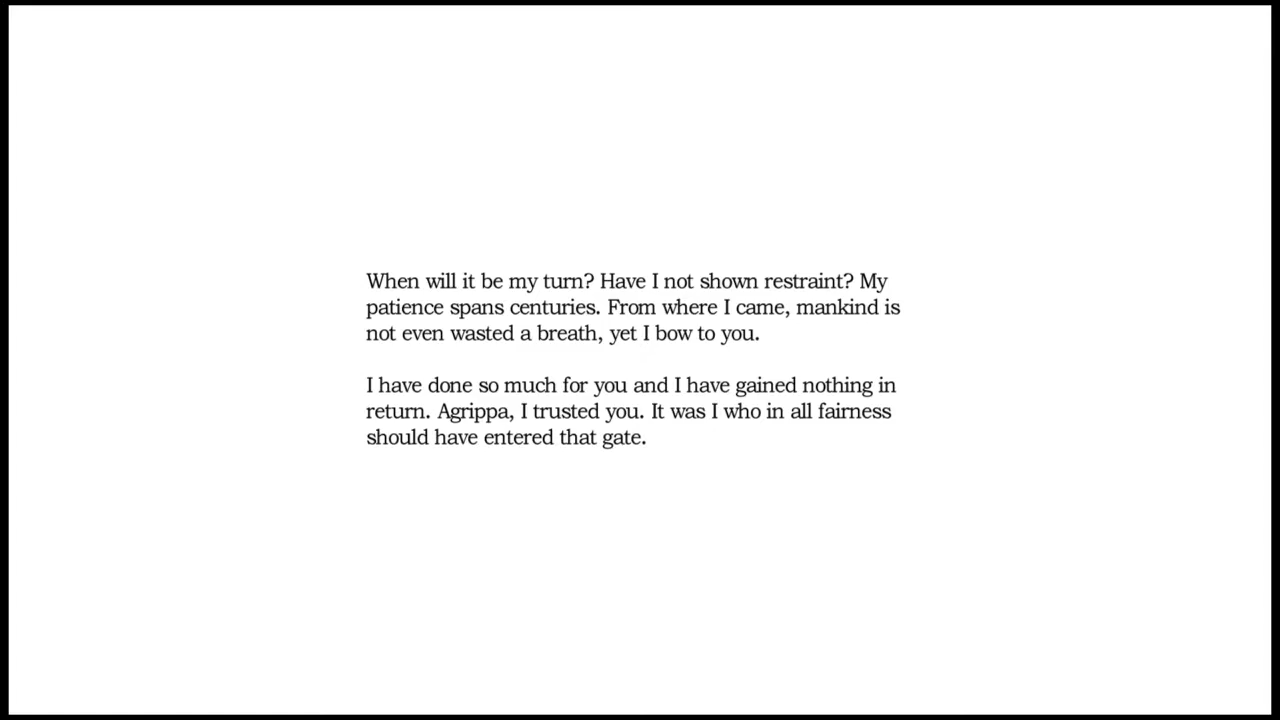 When will it be my turn? Have I not shown restraint? My
patience spans centuries. From where I came, mankind is
not even wasted a breath, yet I bow to you.
I have done so much for you and I have gained nothing in
return. Agrippa, I trusted you. It was I who in all fairness
should have entered that gate.